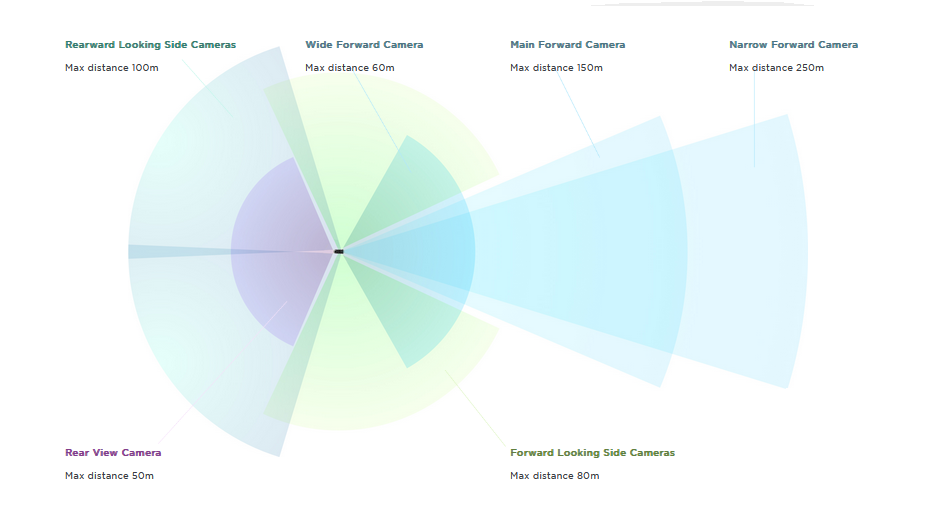 Rearward Looking Side Cameras
Max distance 100m
Wide Forward Camera
Max distance 60m
Main Forward Camera
Max distance 150m
Narrow Forward Camera
Max distance 250m
Rear View Camera
Max distance 50m
Forward Looking Side Cameras
Max distance 80m